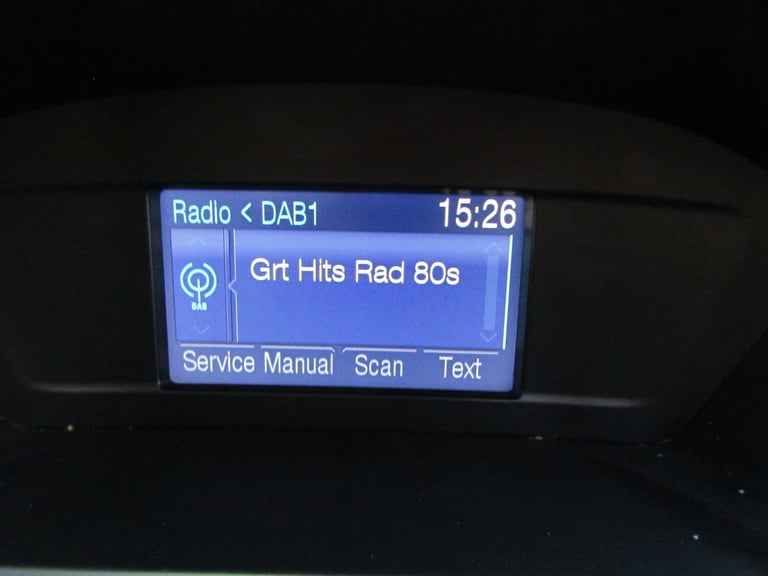 Radio < DAB1 15:26
Grt Hits Rad 80s
DAB
Service Manual Scan Text